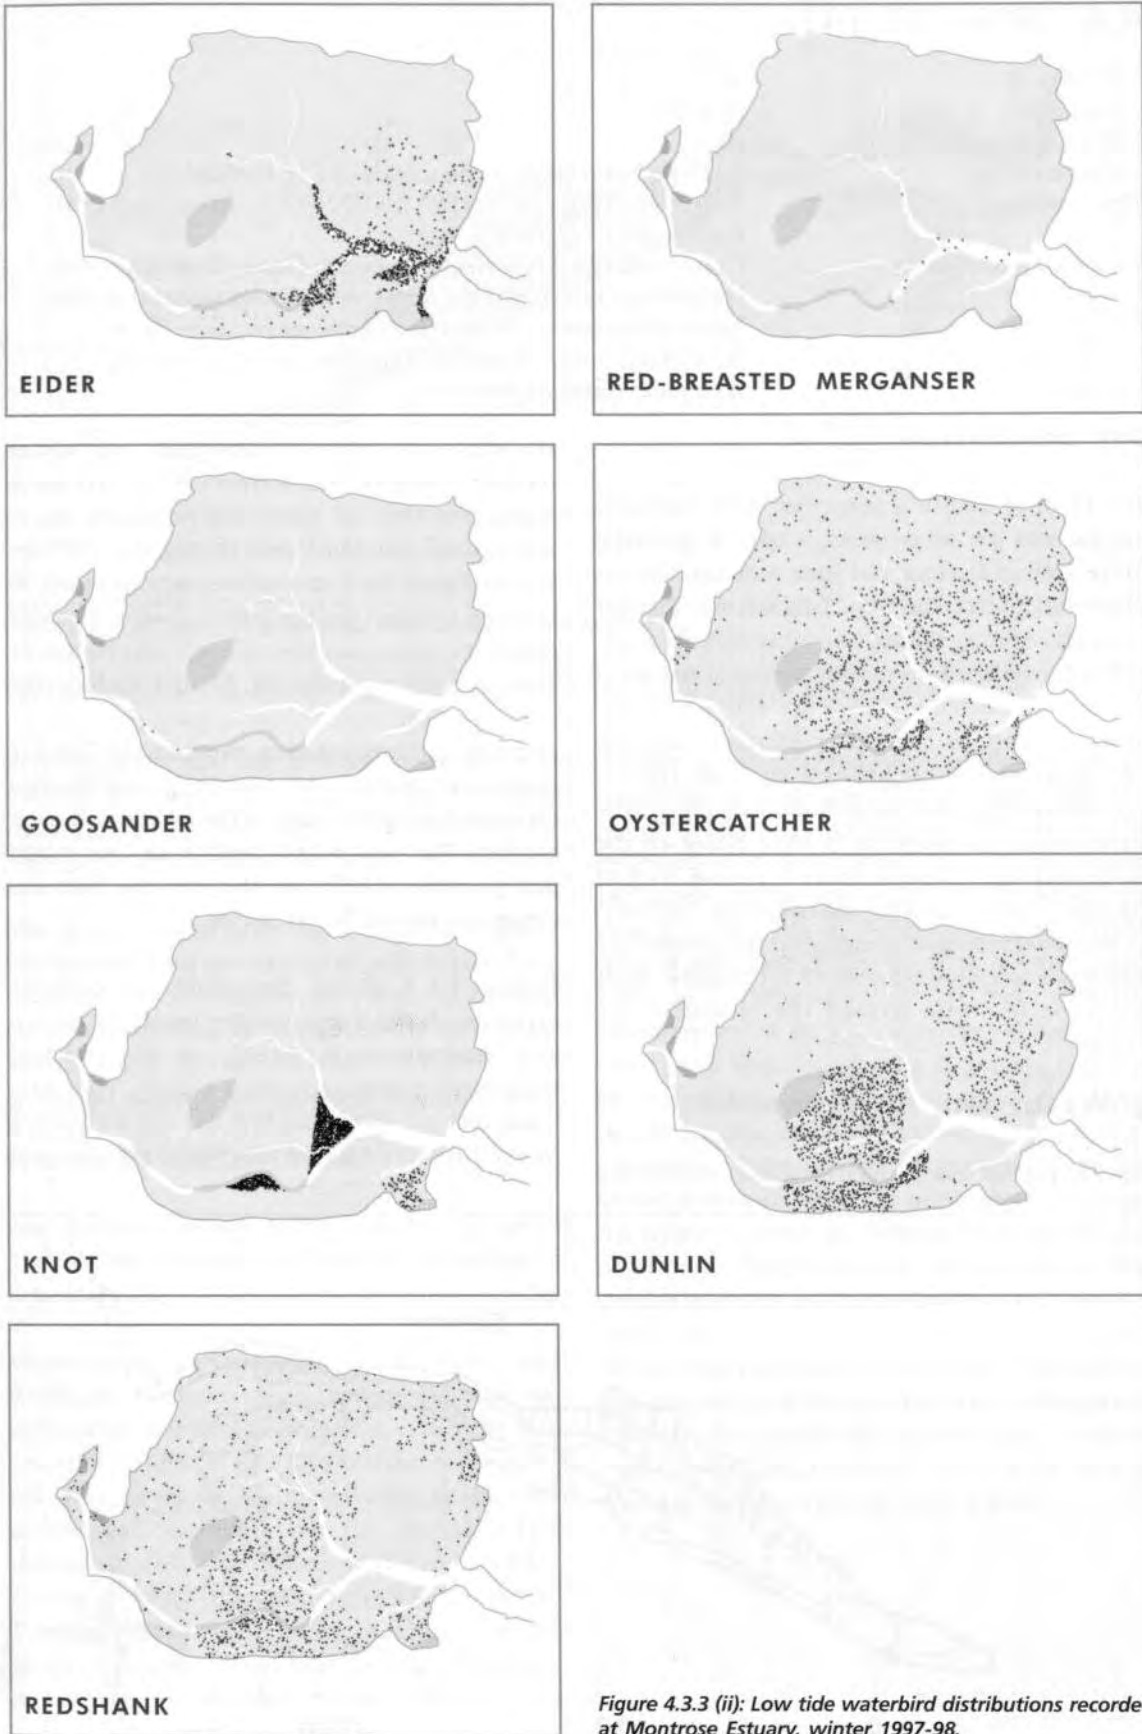 EIDER
RED-BREASTED MERGANSER
GOOSANDER
OYSTERCATCHER
KNOT
DUNLIN
REDSHANK
Figure 4.3.3 (ii): Low tide waterbird distributions recorde
at Montrose Estuary, winter 1997-98.